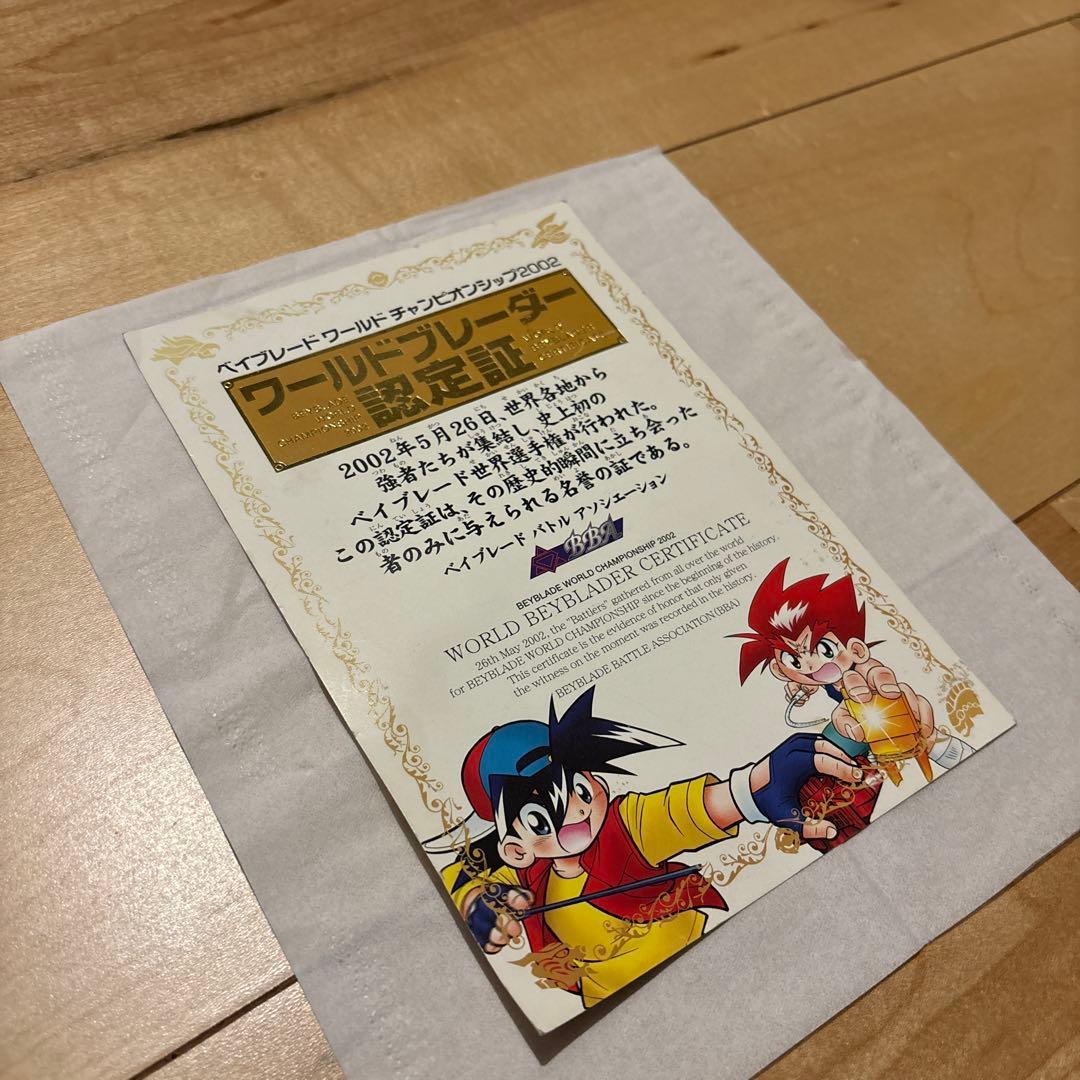 ベイブレード ワールド チャンピオンシップ2002
ワールドブレーダー
認定証
BEYBLADE
WORLD
CHAMPIONSHIP
2002
2002年5月26日、世界各地から
強者たちが集結し、史上初の
ベイブレード世界選手権が行われた。
この認定証は、その歴史的瞬間に立ち会った
者のみに与えられる名誉の証である。
ベイブレード バトル アソシエーション
BBA
BEYBLADE WORLD CHAMPIONSHIP 2002
WORLD BEYBLADER CERTIFICATE
26th May 2002, the "Battlers" gathered from all over the world
for BEYBLADE WORLD CHAMPIONSHIP since the beginning of the history.
This certificate is the evidence of honor that only given
the witness on the moment was recorded in the history.
BEYBLADE BATTLE ASSOCIATION(BBA)